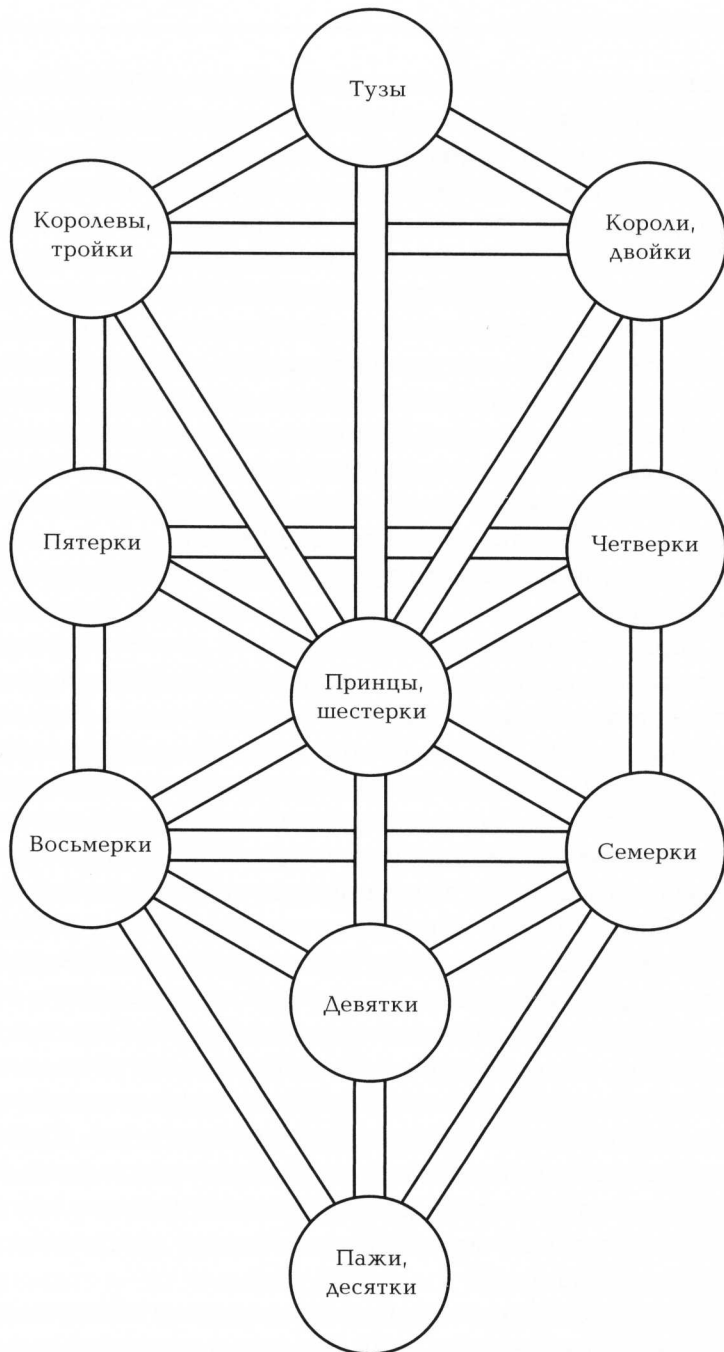 Тузы
Королевы,
тройки
Короли,
двойки
Пятерки
Четверки
Принцы,
шестерки
Восьмерки
Семерки
Девятки
Пажи,
десятки